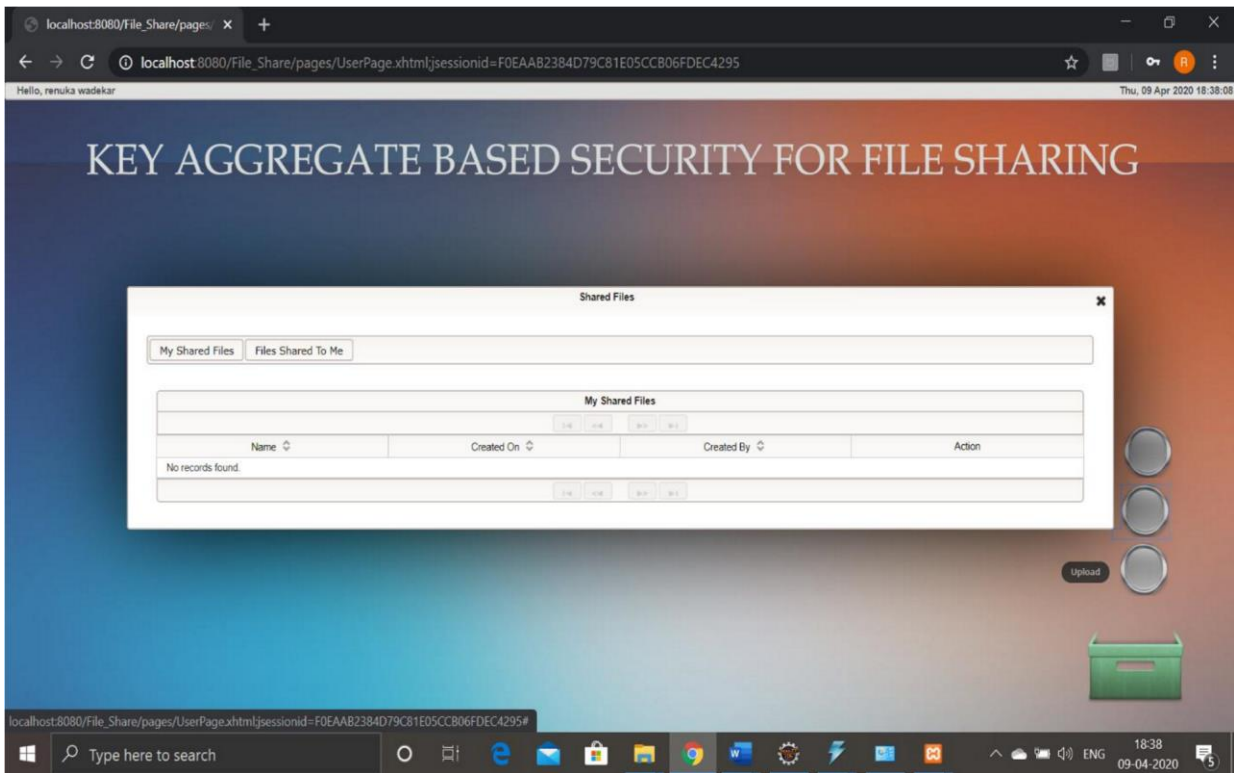 localhost:8080/File_Share/pages/
localhost:8080/File_Share/pages/UserPage.xhtml;jsessionid=F0EAAB2384D79C81E05CCB06FDEC4295
R
Hello, renuka wadekar
Thu, 09 Apr 2020 18:38:08
KEY AGGREGATE BASED SECURITY FOR FILE SHARING
Shared Files
My Shared Files Files Shared To Me
My Shared Files
Name Created On Created By Action
No records found.
Upload
localhost:8080/File_Share/pages/UserPage.xhtml;jsessionid=F0EAAB2384D79C81E05CCB06FDEC4295#
Type here to search
ENG
18:38
09-04-2020
5